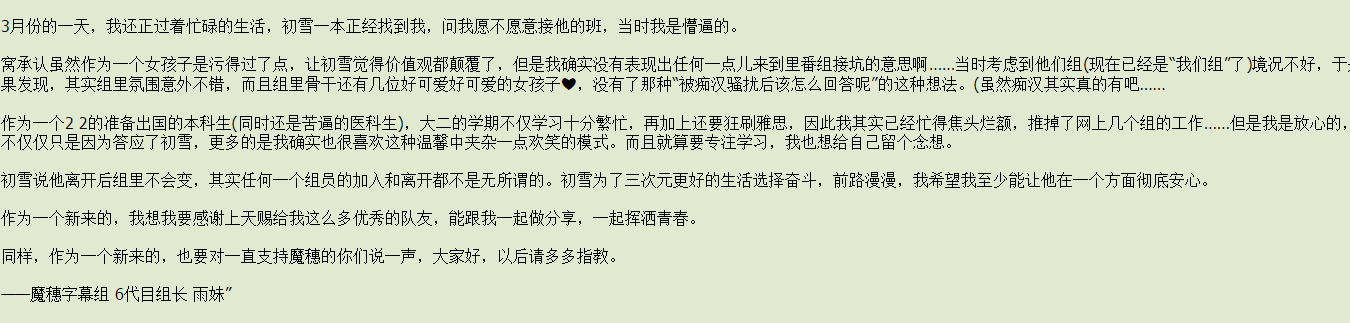 3月份的一天，我还正过着忙碌的生活，初雪一本正经找到我，问我愿不愿意接他的班，当时我是懵逼的。
窝承认虽然作为一个女孩子是污得过了点，让初雪觉得价值观都颠覆了，但是我确实没有表现出任何一点儿来到里番组接坑的意思啊......当时考虑到他们组(现在已经是“我们组”了)境况不好，于是
果发现，其实组里氛围意外不错，而且组里骨干还有几位好可爱好可爱的女孩子♥，没有了那种“被痴汉骚扰后该怎么回答呢”的这种想法。(虽然痴汉其实真的有吧......
作为一个2 2的准备出国的本科生(同时还是苦逼的医科生)，大二的学期不仅学习十分繁忙，再加上还要狂刷雅思，因此我其实已经忙得焦头烂额，推掉了网上几个组的工作......但是我是放心的，
不仅仅只是因为答应了初雪，更多的是我确实也很喜欢这种温馨中夹杂一点欢笑的模式。而且就算要专注学习，我也想给自己留个念想。
初雪说他离开后组里不会变，其实任何一个组员的加入和离开都不是无所谓的。初雪为了三次元更好的生活选择奋斗，前路漫漫，我希望我至少能让他在一个方面彻底安心。
作为一个新来的，我想我要感谢上天赐给我这么多优秀的队友，能跟我一起做分享，一起挥洒青春。
同样，作为一个新来的，也要对一直支持魔穗的你们说一声，大家好，以后请多多指教。
——魔穗字幕组 6代目组长 雨妹”